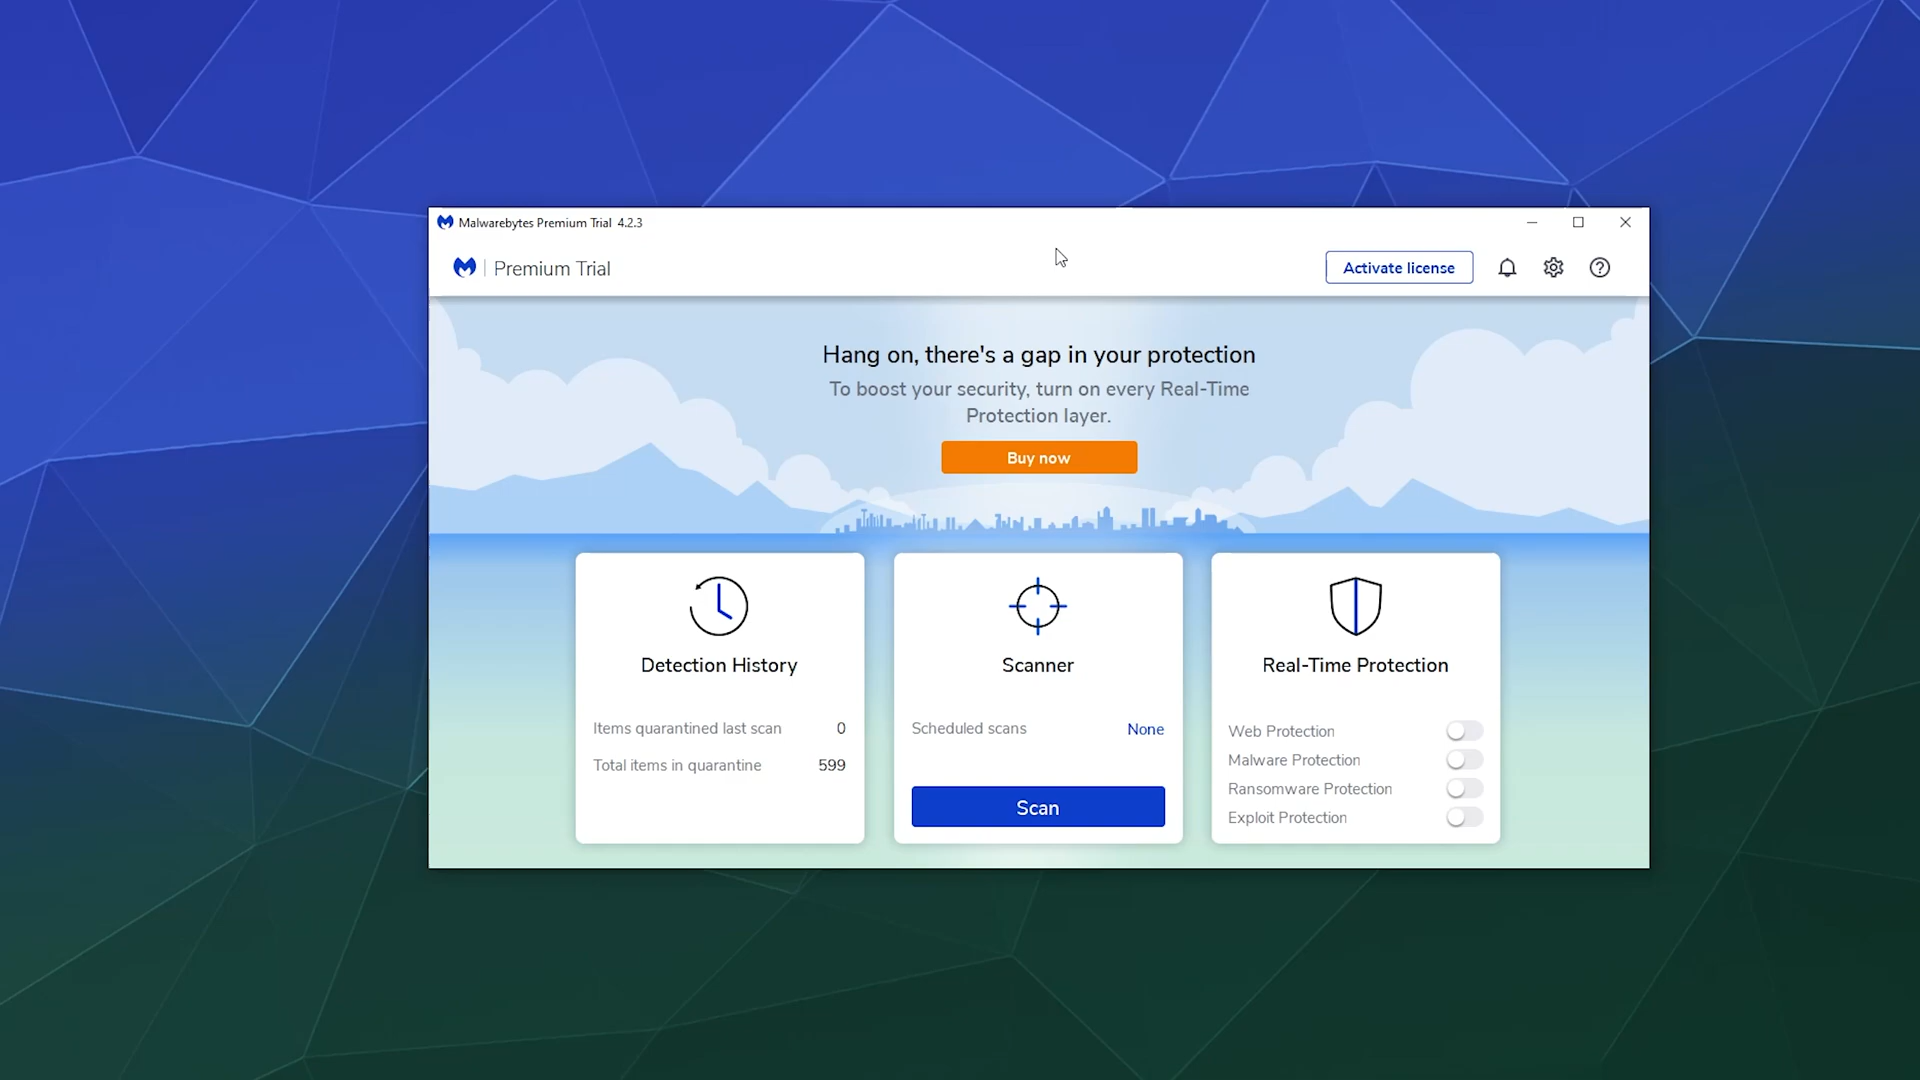 Malwarebytes Premium Trial 4.2.3
Premium Trial
Activate license
Hang on, there's a gap in your protection
To boost your security, turn on every Real-Time
Protection layer.
Buy now
Detection History
Items quarantined last scan 0
Total items in quarantine 599
Scanner
Scheduled scans None
Scan
Real-Time Protection
Web Protection
Malware Protection
Ransomware Protection
Exploit Protection